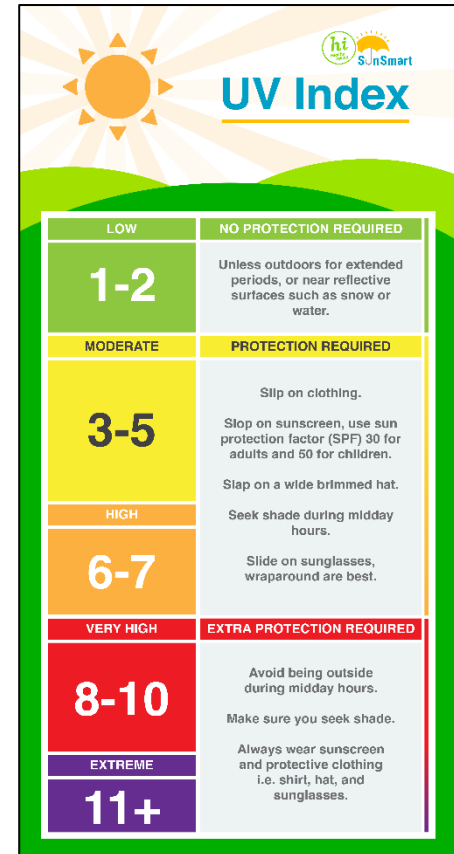 hi
SunSmart
UV Index
LOW
NO PROTECTION REQUIRED
1-2
Unless outdoors for extended
periods, or near reflective
surfaces such as snow or
water.
MODERATE
PROTECTION REQUIRED
3-5
Slip on clothing.
Slop on sunscreen, use sun
protection factor (SPF) 30 for
adults and 50 for children.
Slap on a wide brimmed hat.
HIGH
Seek shade during midday
hours.
6-7
Slide on sunglasses,
wraparound are best.
VERY HIGH
EXTRA PROTECTION REQUIRED
8-10
Avoid being outside
during midday hours.
Make sure you seek shade.
Always wear sunscreen
and protective clothing
i.e. shirt, hat, and
sunglasses.
EXTREME
11+